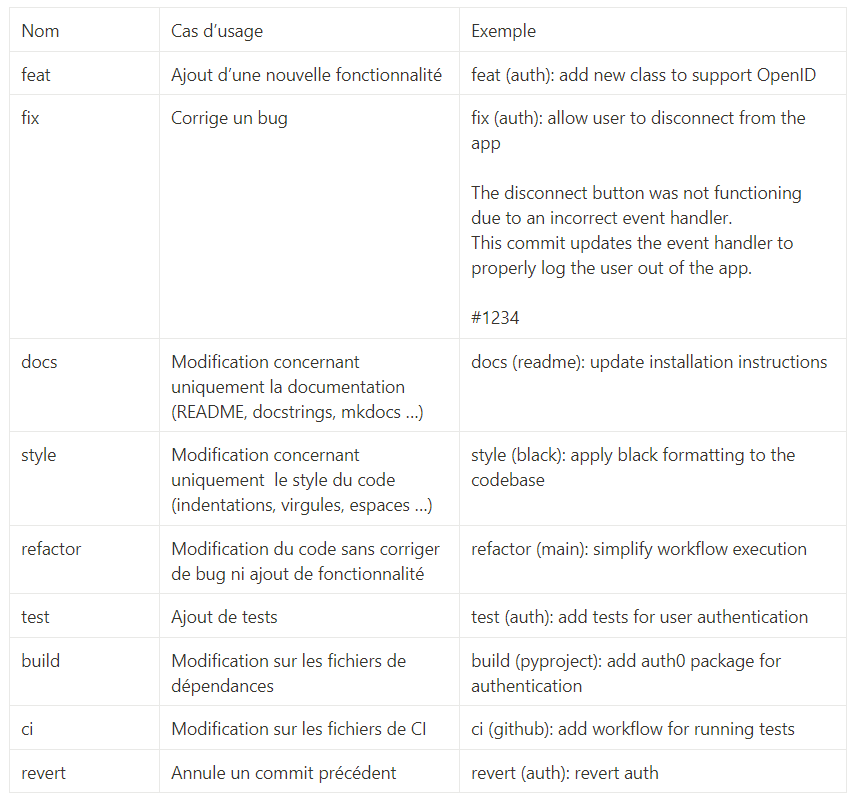 Nom
Cas d’usage
Exemple
feat
Ajout d’une nouvelle fonctionnalité
feat (auth): add new class to support OpenID
fix
Corrige un bug
fix (auth): allow user to disconnect from the
app
The disconnect button was not functioning
due to an incorrect event handler.
This commit updates the event handler to
properly log the user out of the app.
#1234
docs
Modification concernant
uniquement la documentation
(README, docstrings, mkdocs …)
docs (readme): update installation instructions
style
Modification concernant
uniquement  le style du code
(indentations, virgules, espaces …)
style (black): apply black formatting to the
codebase
refactor
Modification du code sans corriger
de bug ni ajout de fonctionnalité
refactor (main): simplify workflow execution
test
Ajout de tests
test (auth): add tests for user authentication
build
Modification sur les fichiers de
dépendances
build (pyproject): add auth0 package for
authentication
ci
Modification sur les fichiers de CI
ci (github): add workflow for running tests
revert
Annule un commit précédent
revert (auth): revert auth